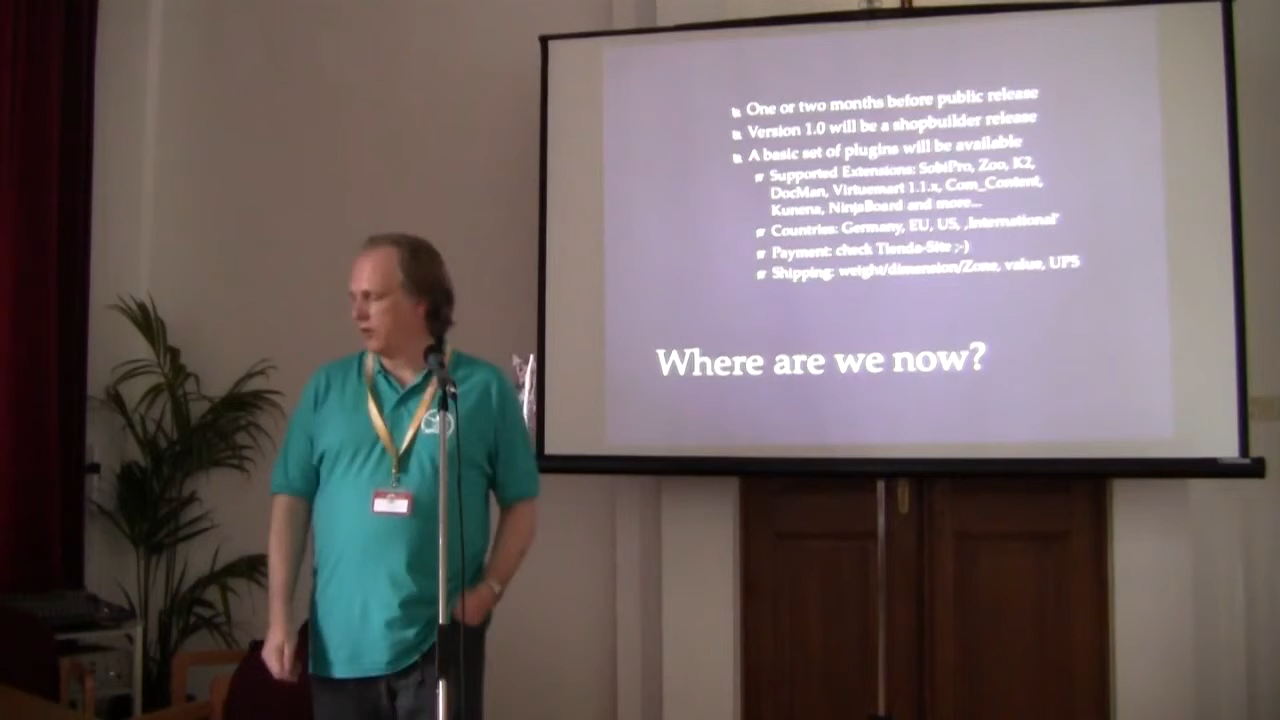 One or two months before public release
Version 1.0 will be a shopbuilder release
A basic set of plugins will be available
Supported Extensions: SobiPro, Zoo, K2,
DocMan, Virtuemart 1.1.x, Com_Content,
Kunena, NinjaBoard and more...
Countries: Germany, EU, US, „International“
Payment: check Tienda-Site ;-)
Shipping: weight/dimension/Zone, value, UPS
Where are we now?